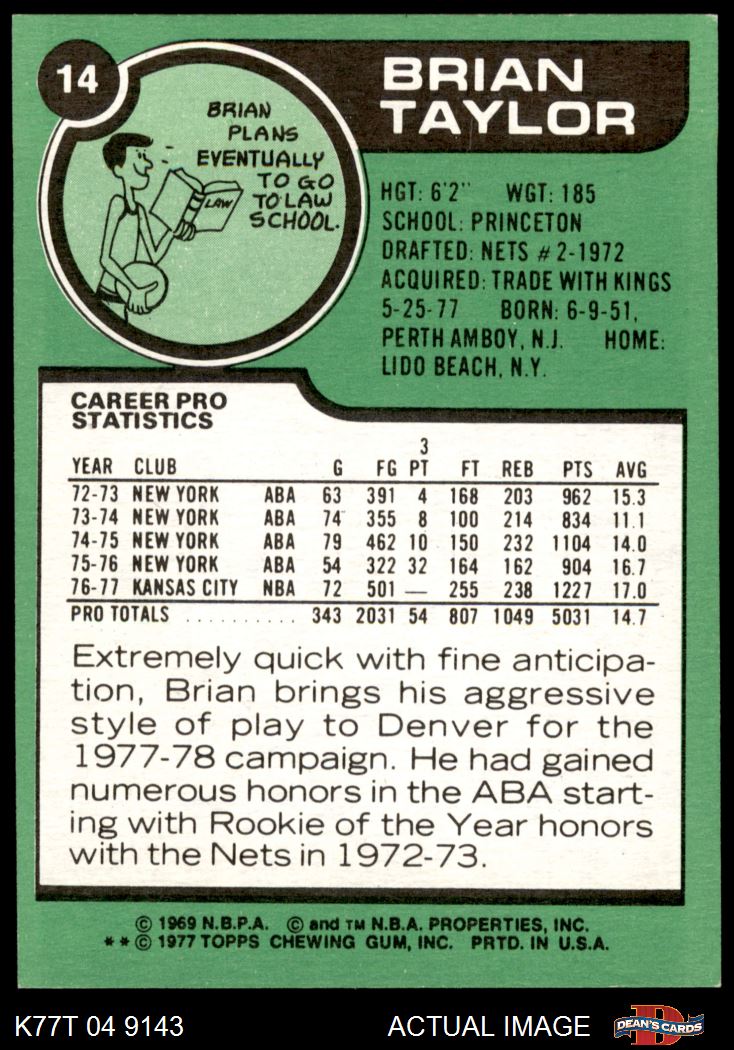 14
BRIAN
TAYLOR
BRIAN
PLANS
EVENTUALLY
TO GO
TO LAW
SCHOOL.
LAW
HGT: 6'2" WGT: 185
SCHOOL: PRINCETON
DRAFTED: NETS #2-1972
ACQUIRED: TRADE WITH KINGS
5-25-77 BORN: 6-9-51,
PERTH AMBOY, N.J. HOME:
LIDO BEACH, N.Y.
CAREER PRO
STATISTICS
3
YEAR CLUB G FG PT FT REB PTS AVG
72-73 NEW YORK ABA 63 391 4 168 203 962 15.3
73-74 NEW YORK ABA 74 355 8 100 214 834 11.1
74-75 NEW YORK ABA 79 462 10 150 232 1104 14.0
75-76 NEW YORK ABA 54 322 32 164 162 904 16.7
76-77 KANSAS CITY NBA 72 501 — 255 238 1227 17.0
PRO TOTALS .......... 343 2031 54 807 1049 5031 14.7
Extremely quick with fine anticipa-
tion, Brian brings his aggressive
style of play to Denver for the
1977-78 campaign. He had gained
numerous honors in the ABA start-
ing with Rookie of the Year honors
with the Nets in 1972-73.
© 1969 N.B.P.A. © and TM N.B.A. PROPERTIES, INC.
**© 1977 TOPPS CHEWING GUM, INC. PRTD. IN U.S.A.
K77T 04 9143 ACTUAL IMAGE
D
DEAN'S CARDS